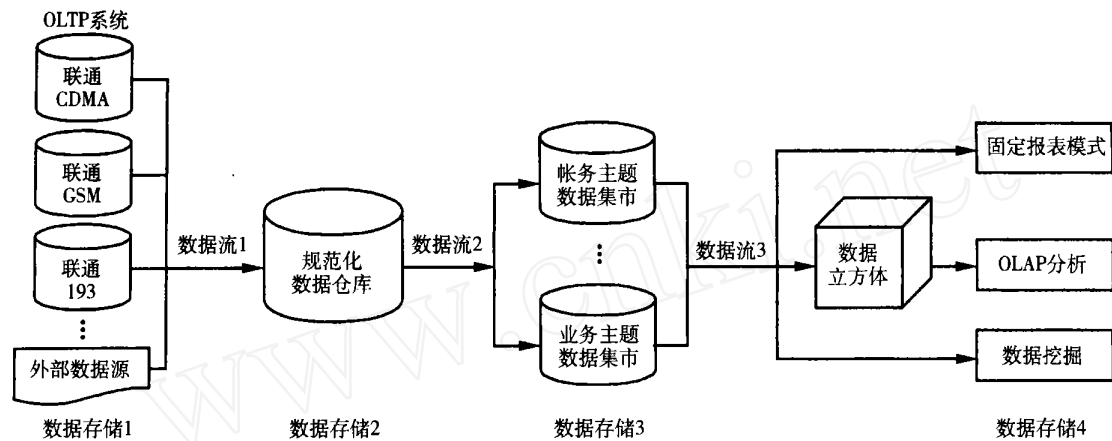 OLTP系统
联通
CDMA
联通
GSM
联通
193
⋮
外部数据源
数据存储1
数据流1
规范化
数据仓库
数据存储2
数据流2
帐务主题
数据集市
⋮
业务主题
数据集市
数据存储3
数据流3
数据
立方体
固定报表模式
OLAP分析
数据挖掘
数据存储4
www.cnki.net